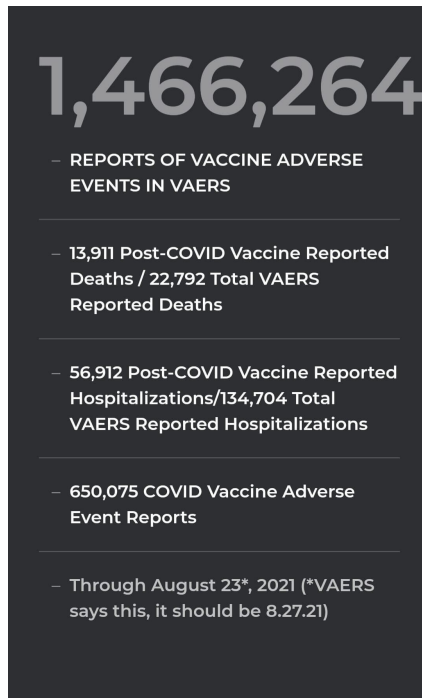 1,466,264
– REPORTS OF VACCINE ADVERSE
EVENTS IN VAERS
– 13,911 Post-COVID Vaccine Reported
Deaths / 22,792 Total VAERS
Reported Deaths
– 56,912 Post-COVID Vaccine Reported
Hospitalizations/134,704 Total
VAERS Reported Hospitalizations
– 650,075 COVID Vaccine Adverse
Event Reports
– Through August 23*, 2021 (*VAERS
says this, it should be 8.27.21)